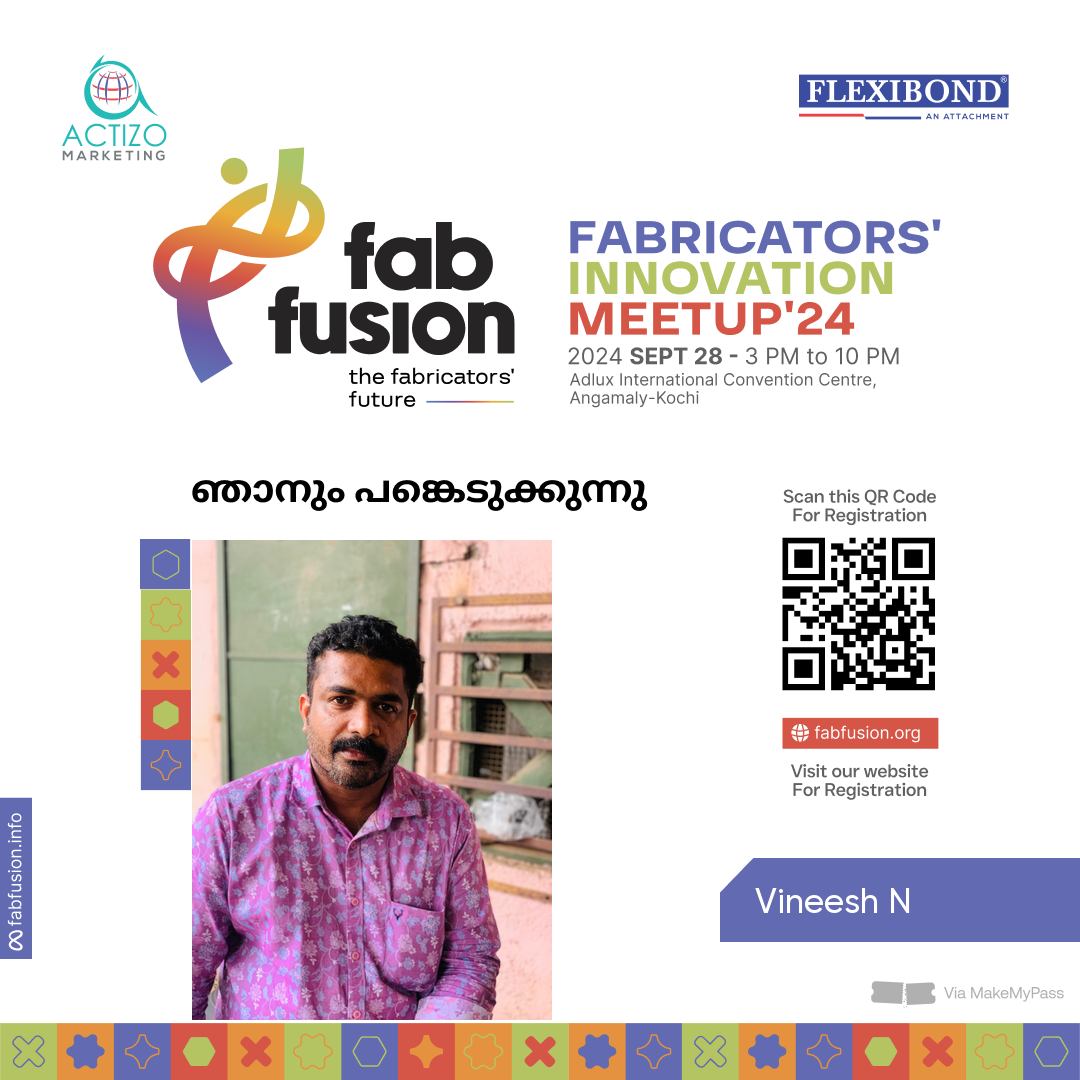 ACTIZO
MARKETING
FLEXIBOND®
AN ATTACHMENT
fab
fusion
the fabricators'
future
FABRICATORS'
INNOVATION
MEETUP'24
2024 SEPT 28 - 3 PM to 10 PM
Adlux International Convention Centre,
Angamaly-Kochi
ഞാനും പങ്കെടുക്കുന്നു
Scan this QR Code
For Registration
fabfusion.org
Visit our website
For Registration
fabfusion.info
Vineesh N
Via MakeMyPass